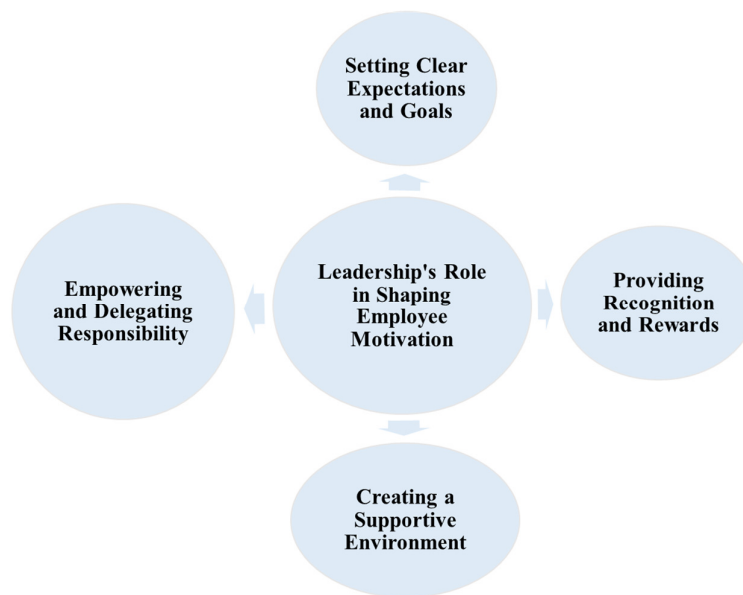 Setting Clear
Expectations
and Goals
Empowering
and Delegating
Responsibility
Leadership's Role
in Shaping
Employee
Motivation
Providing
Recognition
and Rewards
Creating a
Supportive
Environment